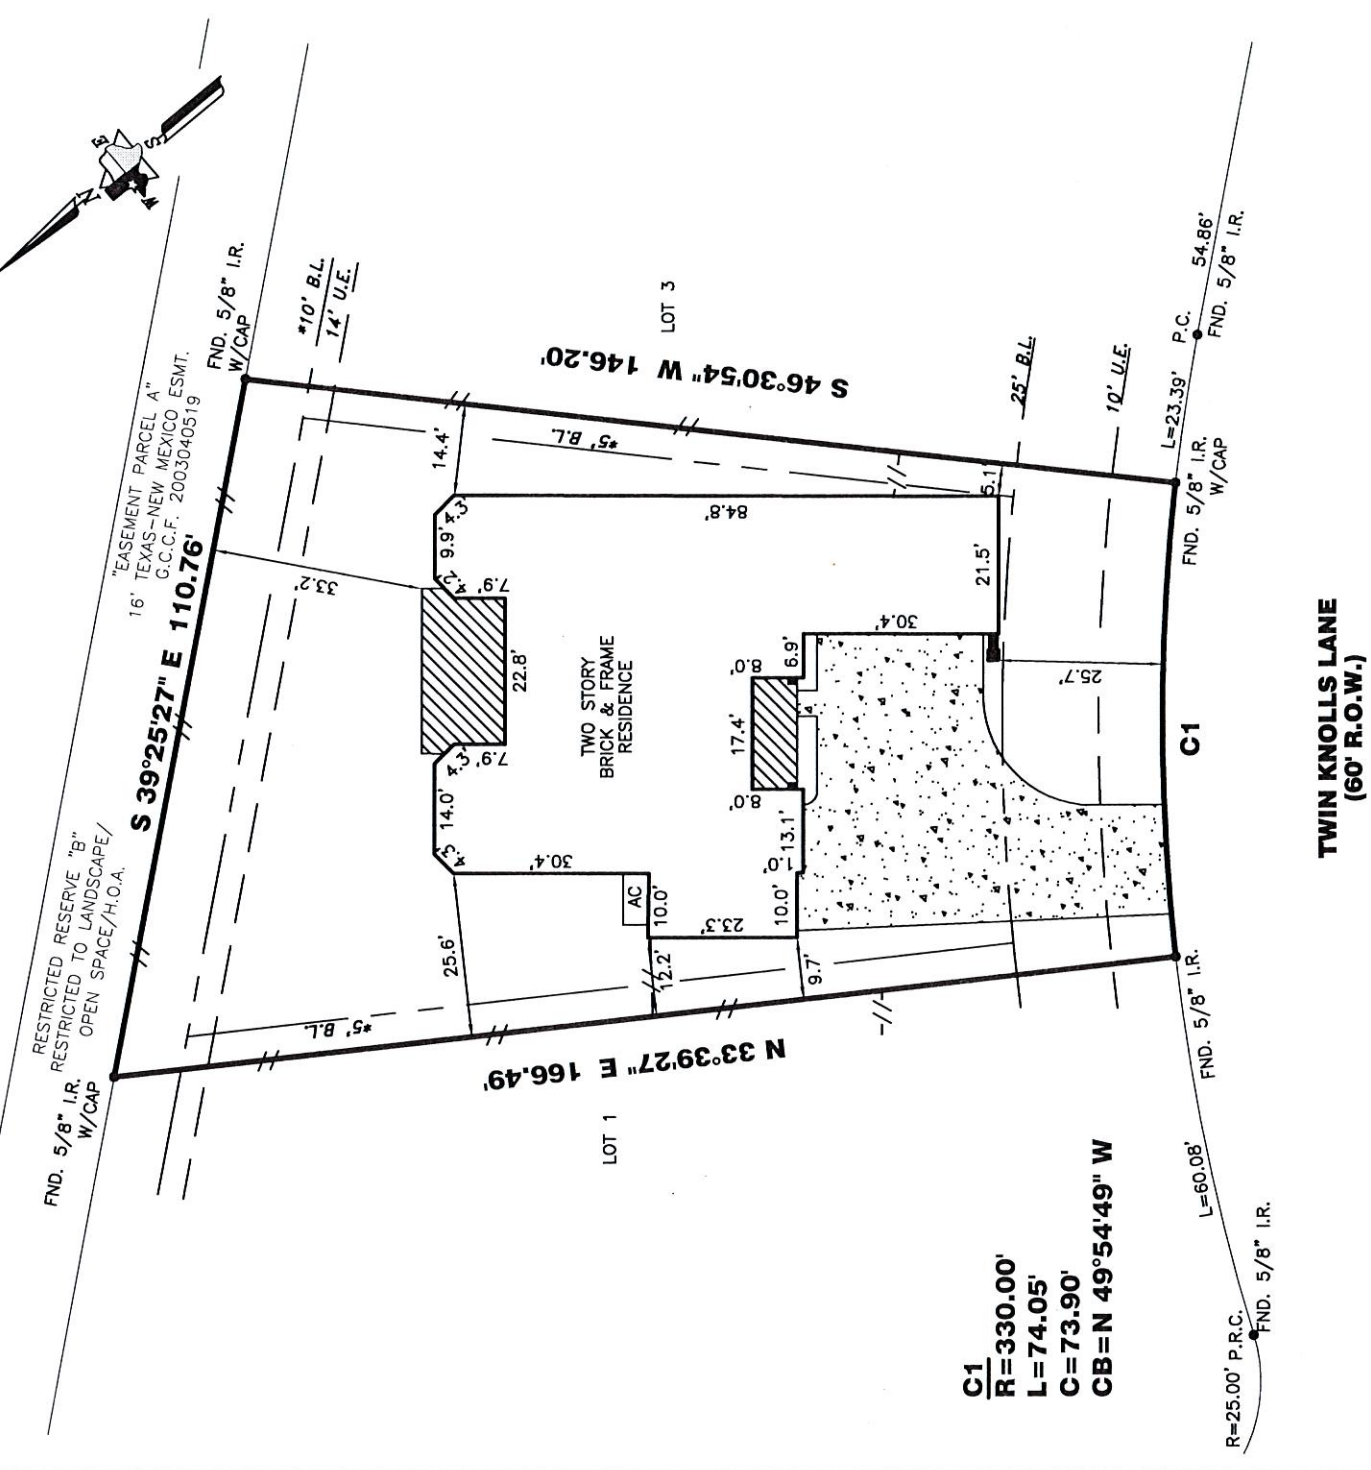 N
E
S
W
"EASEMENT PARCEL A"
16' TEXAS-NEW MEXICO ESMT.
G.C.C.F. 2003040519
RESTRICTED RESERVE "B"
RESTRICTED TO LANDSCAPE/
OPEN SPACE/H.O.A.
S 39°25'27" E 110.76'
FND. 5/8" I.R.
W/CAP
FND. 5/8" I.R.
W/CAP
*10' B.L.
14' U.E.
LOT 3
S 46°30'54" W 146.20'
*5' B.L.
14.4'
33.2'
4.3'
9.9'
4.2'
7.9'
22.8'
7.9'
4.3'
14.0'
4.3'
84.8'
TWO STORY
BRICK & FRAME
RESIDENCE
30.4'
AC
10.0'
23.3'
10.0'
1.0'
13.1'
8.0'
17.4'
8.0'
6.9'
30.4'
21.5'
5.1'
25.6'
12.2'
9.7'
*5' B.L.
N 33°39'27" E 166.49'
LOT 1
25' B.L.
10' U.E.
25.7'
C1
FND. 5/8" I.R.
W/CAP
L=23.39'
P.C.
FND. 5/8" I.R.
54.86'
FND. 5/8" I.R.
L=60.08'
R=25.00' P.R.C.
FND. 5/8" I.R.
C1
R=330.00'
L=74.05'
C=73.90'
CB=N 49°54'49" W
TWIN KNOLLS LANE
(60' R.O.W.)